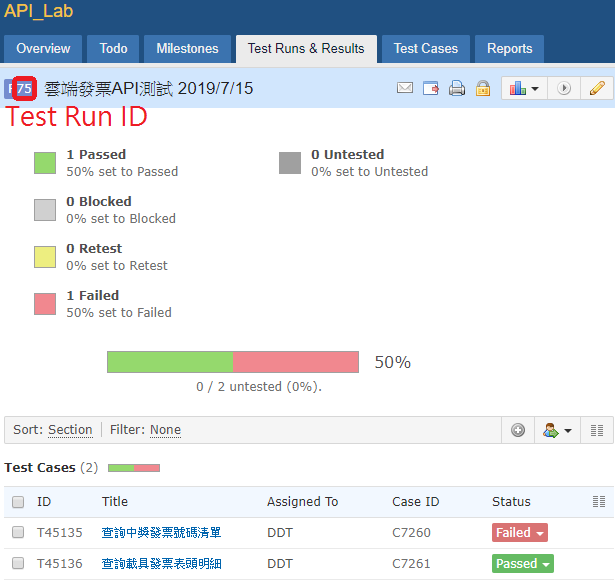 API_Lab
Overview Todo Milestones Test Runs & Results Test Cases Reports
R75 雲端發票API測試 2019/7/15
Test Run ID
1 Passed
50% set to Passed
0 Untested
0% set to Untested
0 Blocked
0% set to Blocked
0 Retest
0% set to Retest
1 Failed
50% set to Failed
50%
0 / 2 untested (0%).
Sort: Section Filter: None
Test Cases (2)
ID Title Assigned To Case ID Status
T45135 查詢中獎發票號碼清單 DDT C7260 Failed
T45136 查詢載具發票表頭明細 DDT C7261 Passed